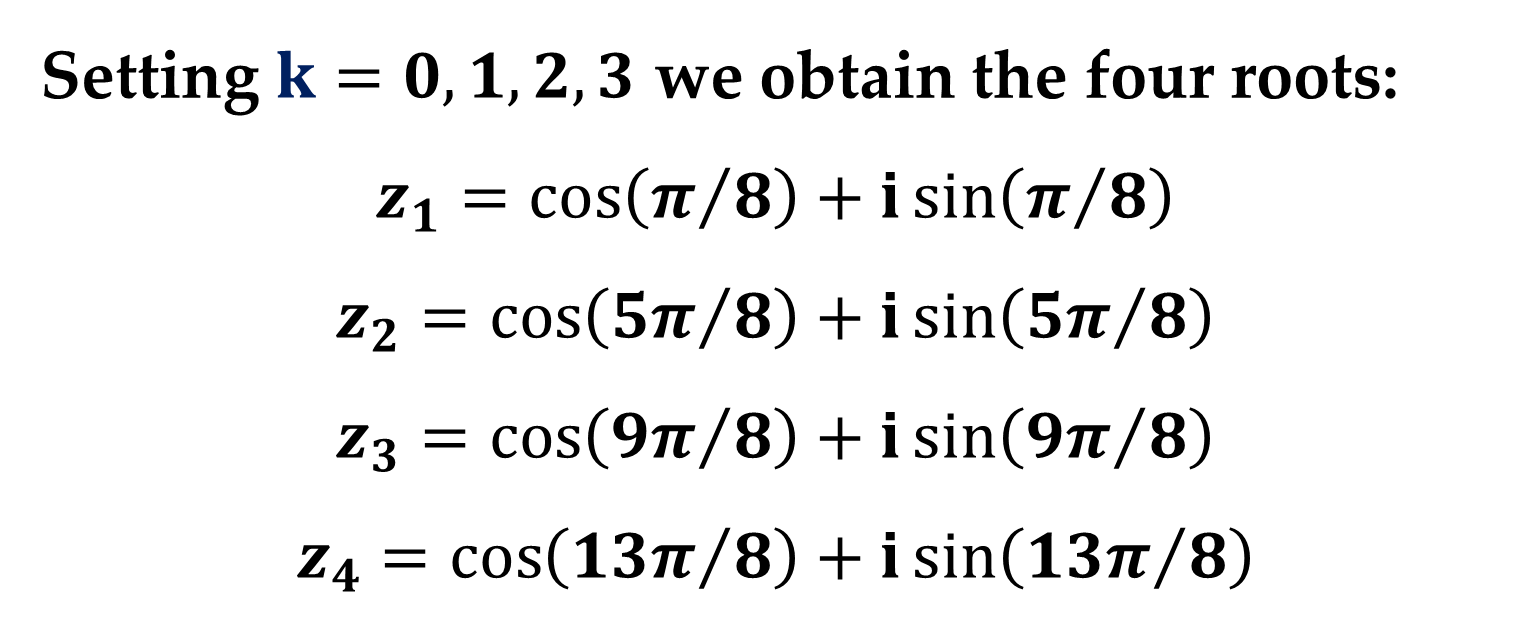 Setting k = 0, 1, 2, 3 we obtain the four roots:
z₁ = cos(π/8) + i sin(π/8)
z₂ = cos(5π/8) + i sin(5π/8)
z₃ = cos(9π/8) + i sin(9π/8)
z₄ = cos(13π/8) + i sin(13π/8)